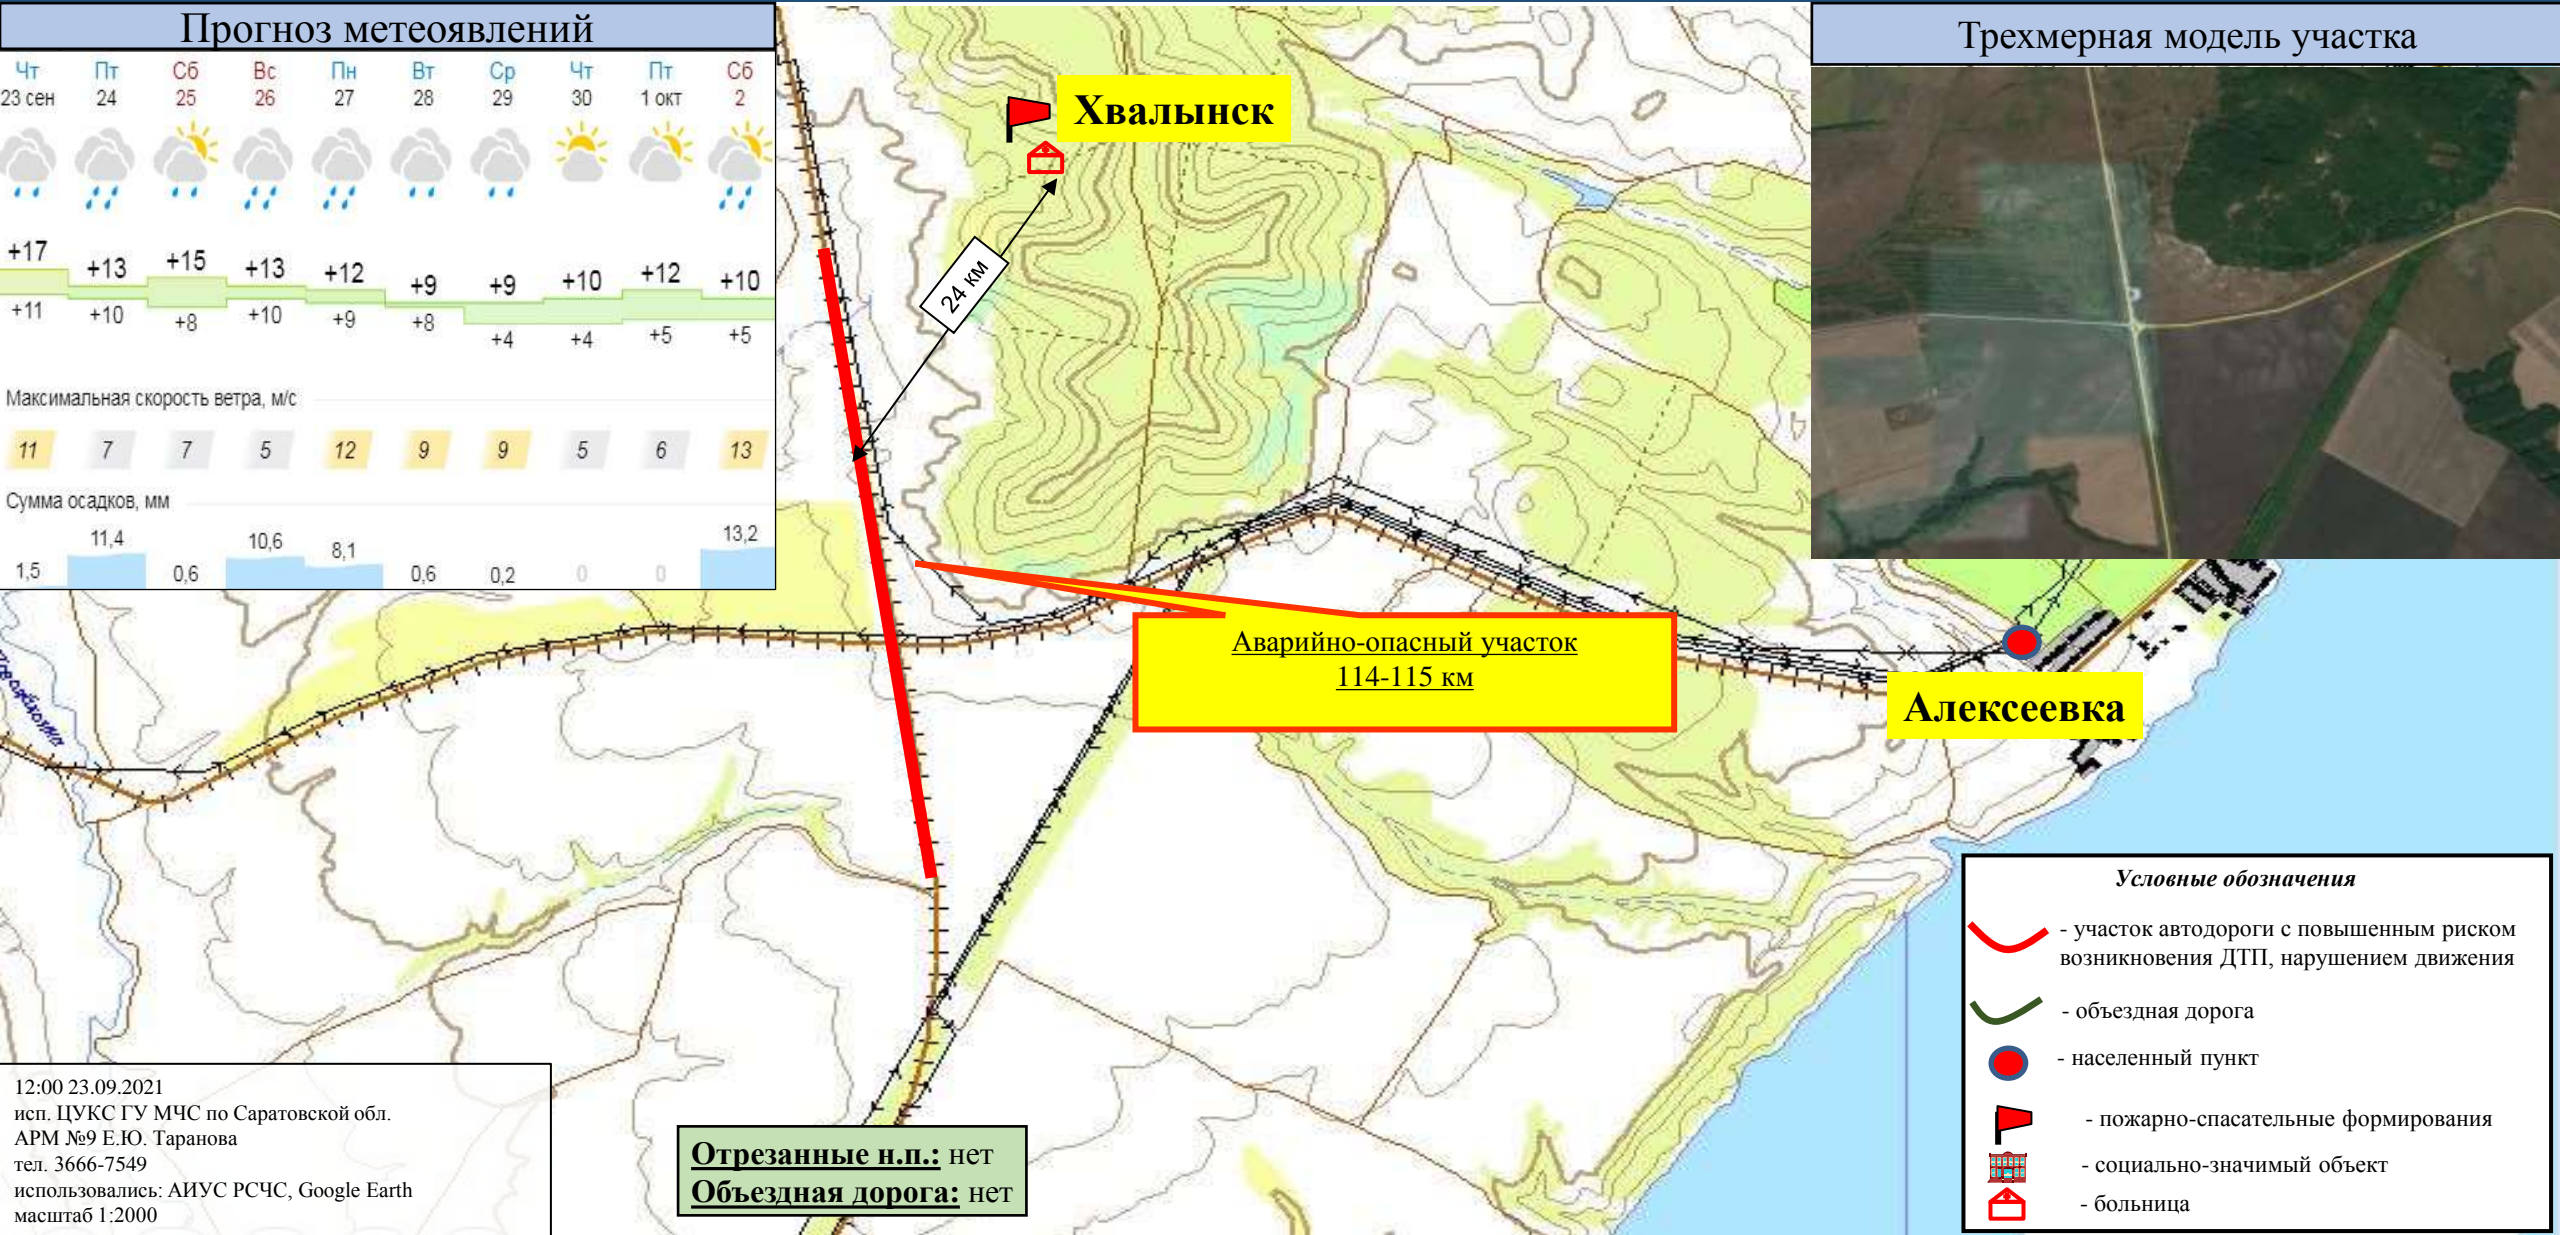 Прогноз метеоявлений
Чт Пт Сб Вс Пн Вт Ср Чт Пт Сб
23 сен 24 25 26 27 28 29 30 1 окт 2
+17 +13 +15 +13 +12 +9 +9 +10 +12 +10
+11 +10 +8 +10 +9 +8 +4 +4 +5 +5
Максимальная скорость ветра, м/с
11 7 7 5 12 9 9 5 6 13
Сумма осадков, мм
1,5 11,4 0,6 10,6 8,1 0,6 0,2 0 0 13,2
Хвалынск
24 км
Трехмерная модель участка
Аварийно-опасный участок
114-115 км
Алексеевка
Условные обозначения
- участок автодороги с повышенным риском
возникновения ДТП, нарушением движения
- объездная дорога
- населенный пункт
- пожарно-спасательные формирования
- социально-значимый объект
- больница
12:00 23.09.2021
исп. ЦУКС ГУ МЧС по Саратовской обл.
АРМ №9 Е.Ю. Таранова
тел. 3666-7549
использовались: АИУС РСЧС, Google Earth
масштаб 1:2000
Отрезанные н.п.: нет
Объездная дорога: нет